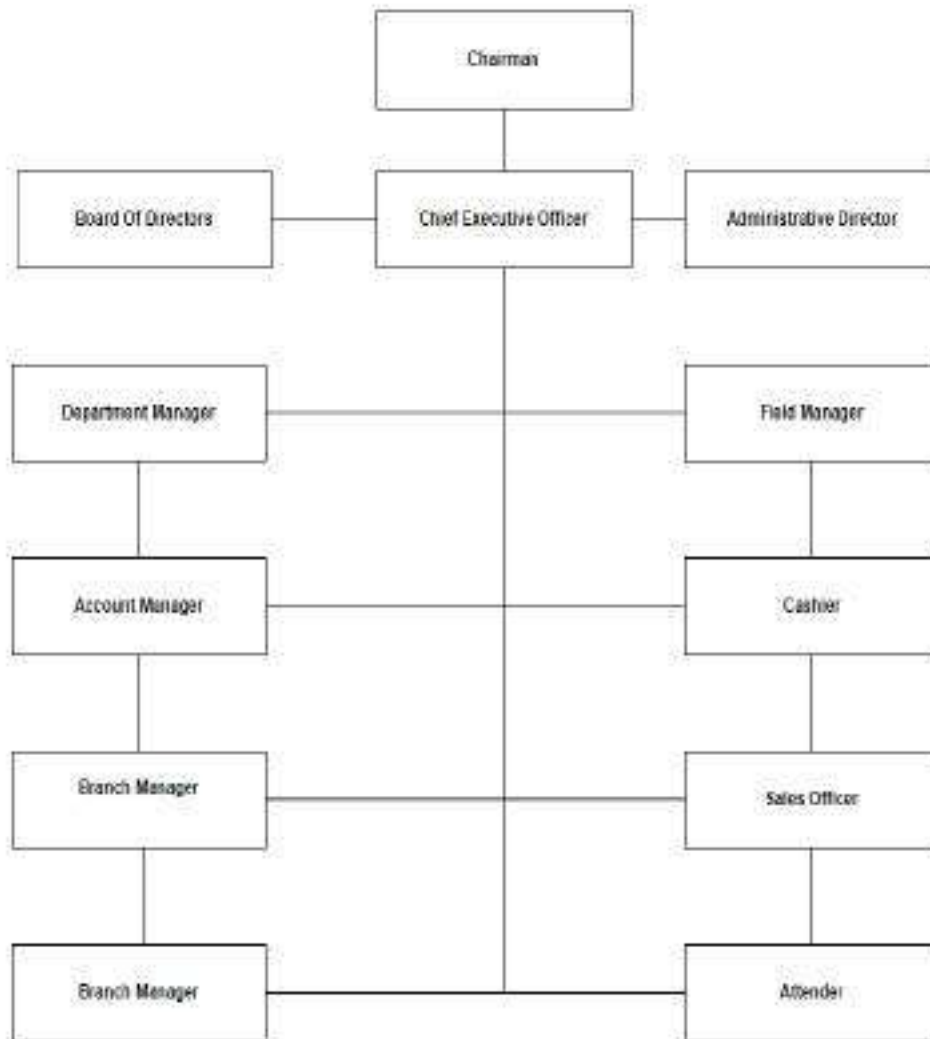 Chairman
Board Of Directors
Chief Executive Officer
Administrative Director
Department Manager
Field Manager
Account Manager
Cashier
Branch Manager
Sales Officer
Branch Manager
Attender